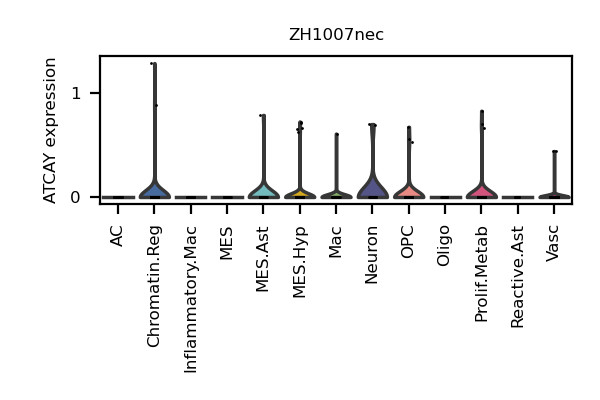 ZH1007nec
ATCAY expression
1
0
AC
Chromatin.Reg
Inflammatory.Mac
MES
MES.Ast
MES.Hyp
Mac
Neuron
OPC
Oligo
Prolif.Metab
Reactive.Ast
Vasc